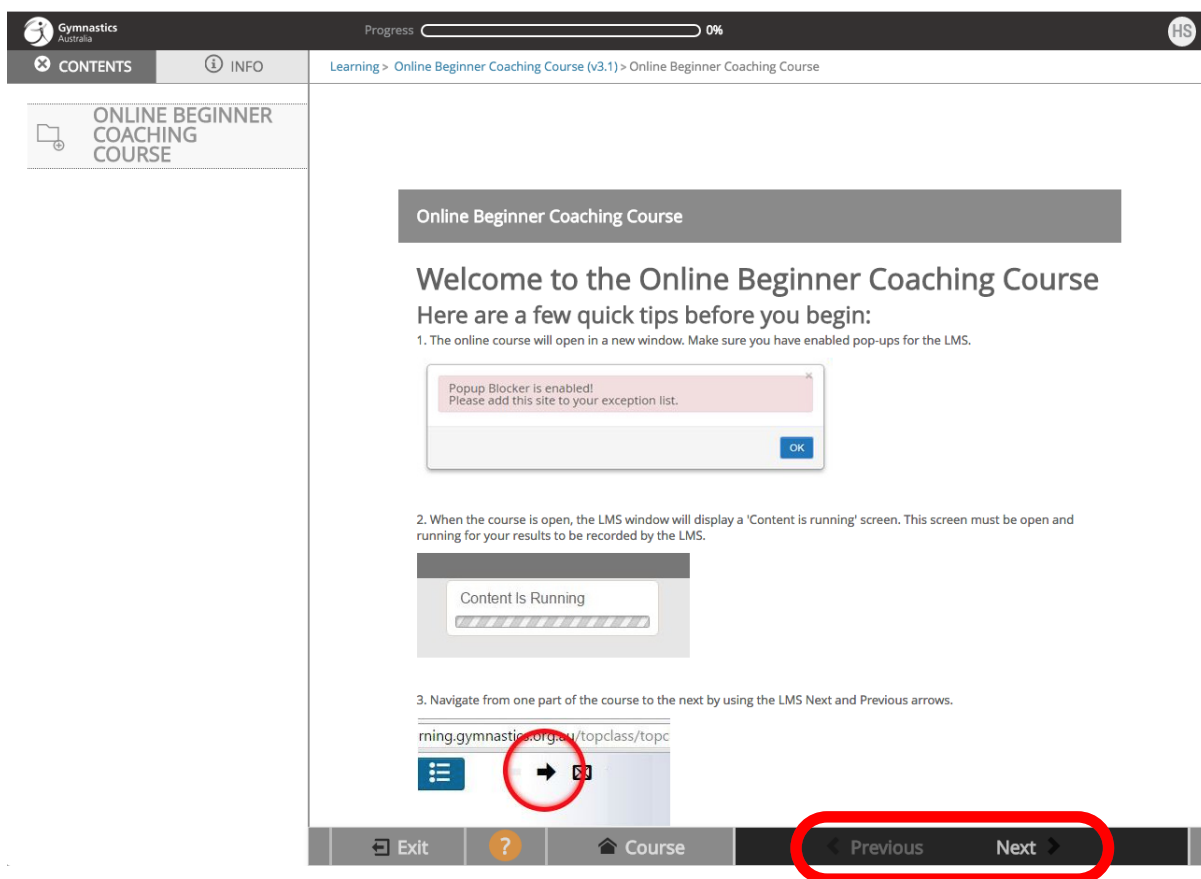 Gymnastics
Australia
Progress 0%
HS
CONTENTS
INFO
Learning > Online Beginner Coaching Course (v3.1) > Online Beginner Coaching Course
ONLINE BEGINNER
COACHING
COURSE
Online Beginner Coaching Course
Welcome to the Online Beginner Coaching Course
Here are a few quick tips before you begin:
1. The online course will open in a new window. Make sure you have enabled pop-ups for the LMS.
Popup Blocker is enabled!
Please add this site to your exception list.
OK
2. When the course is open, the LMS window will display a 'Content is running' screen. This screen must be open and
running for your results to be recorded by the LMS.
Content Is Running
3. Navigate from one part of the course to the next by using the LMS Next and Previous arrows.
rning.gymnastics.org.au/topclass/topc
Exit ? Course Previous Next